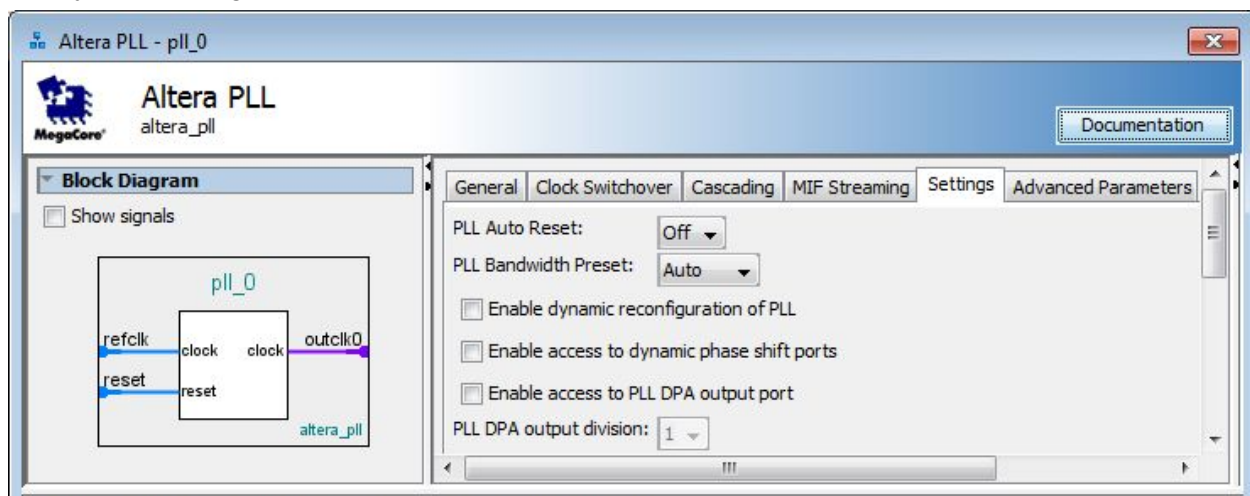 Altera PLL - pll_0
Altera PLL
altera_pll
MegaCore®
Documentation
Block Diagram
Show signals
pll_0
refclk
clock
clock
outclk0
reset
reset
altera_pll
General
Clock Switchover
Cascading
MIF Streaming
Settings
Advanced Parameters
PLL Auto Reset:
Off
PLL Bandwidth Preset:
Auto
Enable dynamic reconfiguration of PLL
Enable access to dynamic phase shift ports
Enable access to PLL DPA output port
PLL DPA output division:
1